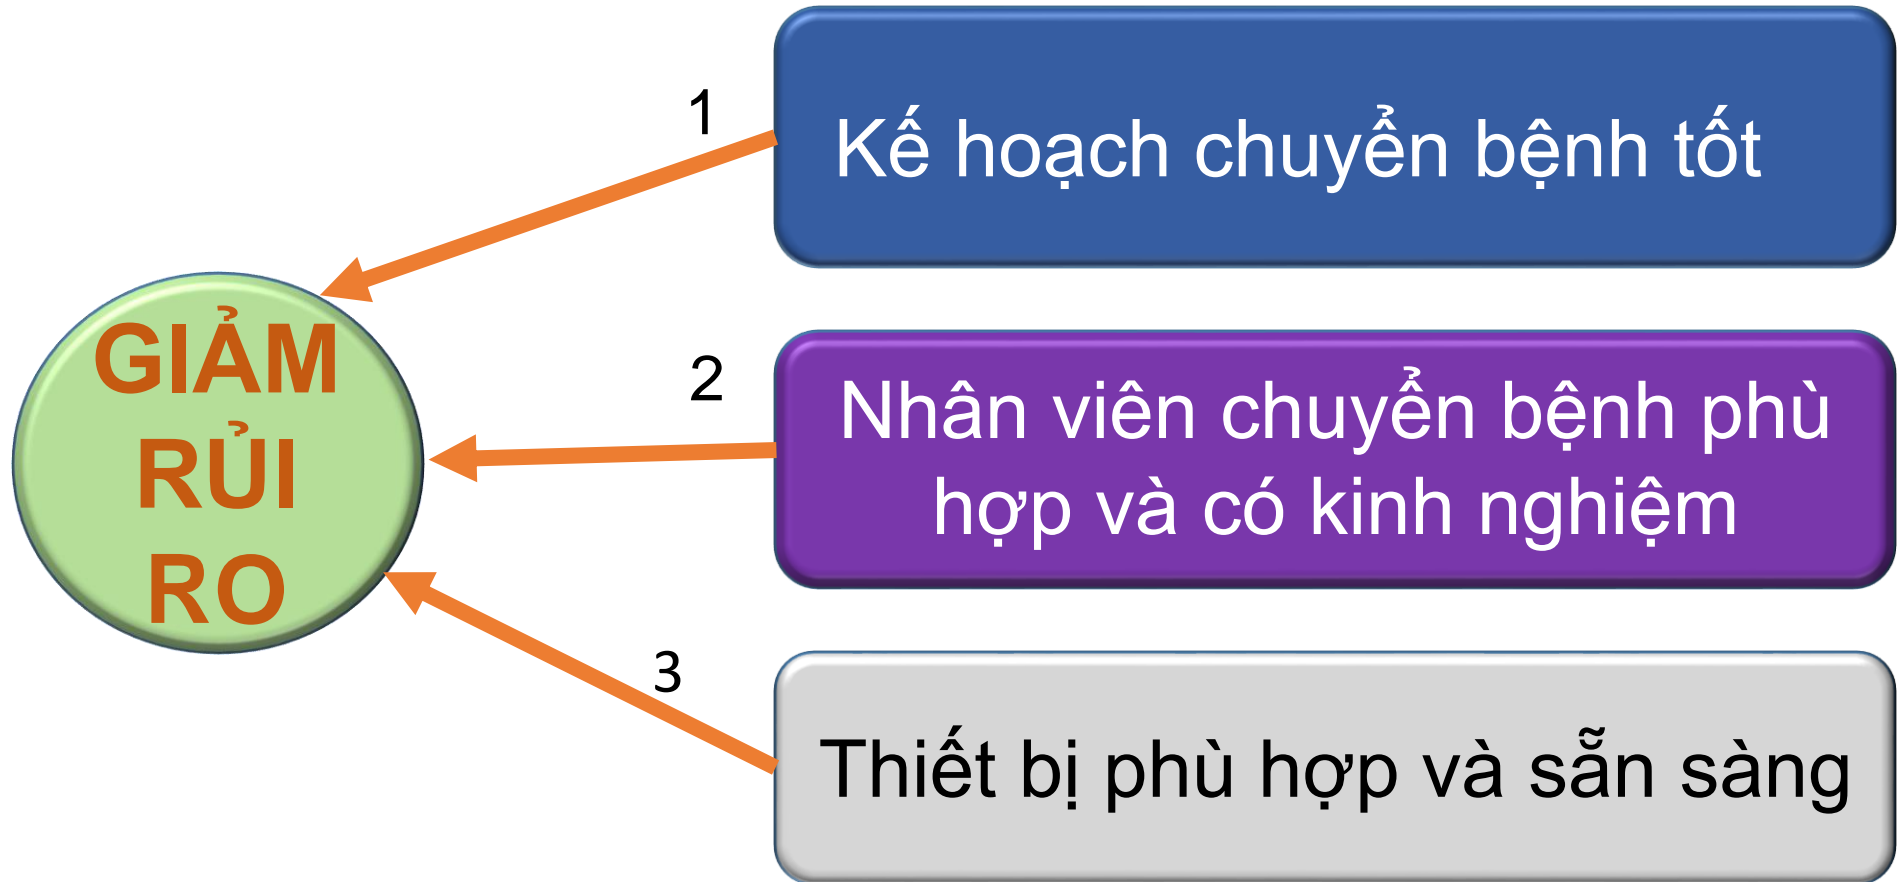 1
Kế hoạch chuyển bệnh tốt
GIẢM
RỦI
RO
2
Nhân viên chuyển bệnh phù
hợp và có kinh nghiệm
3
Thiết bị phù hợp và sẵn sàng